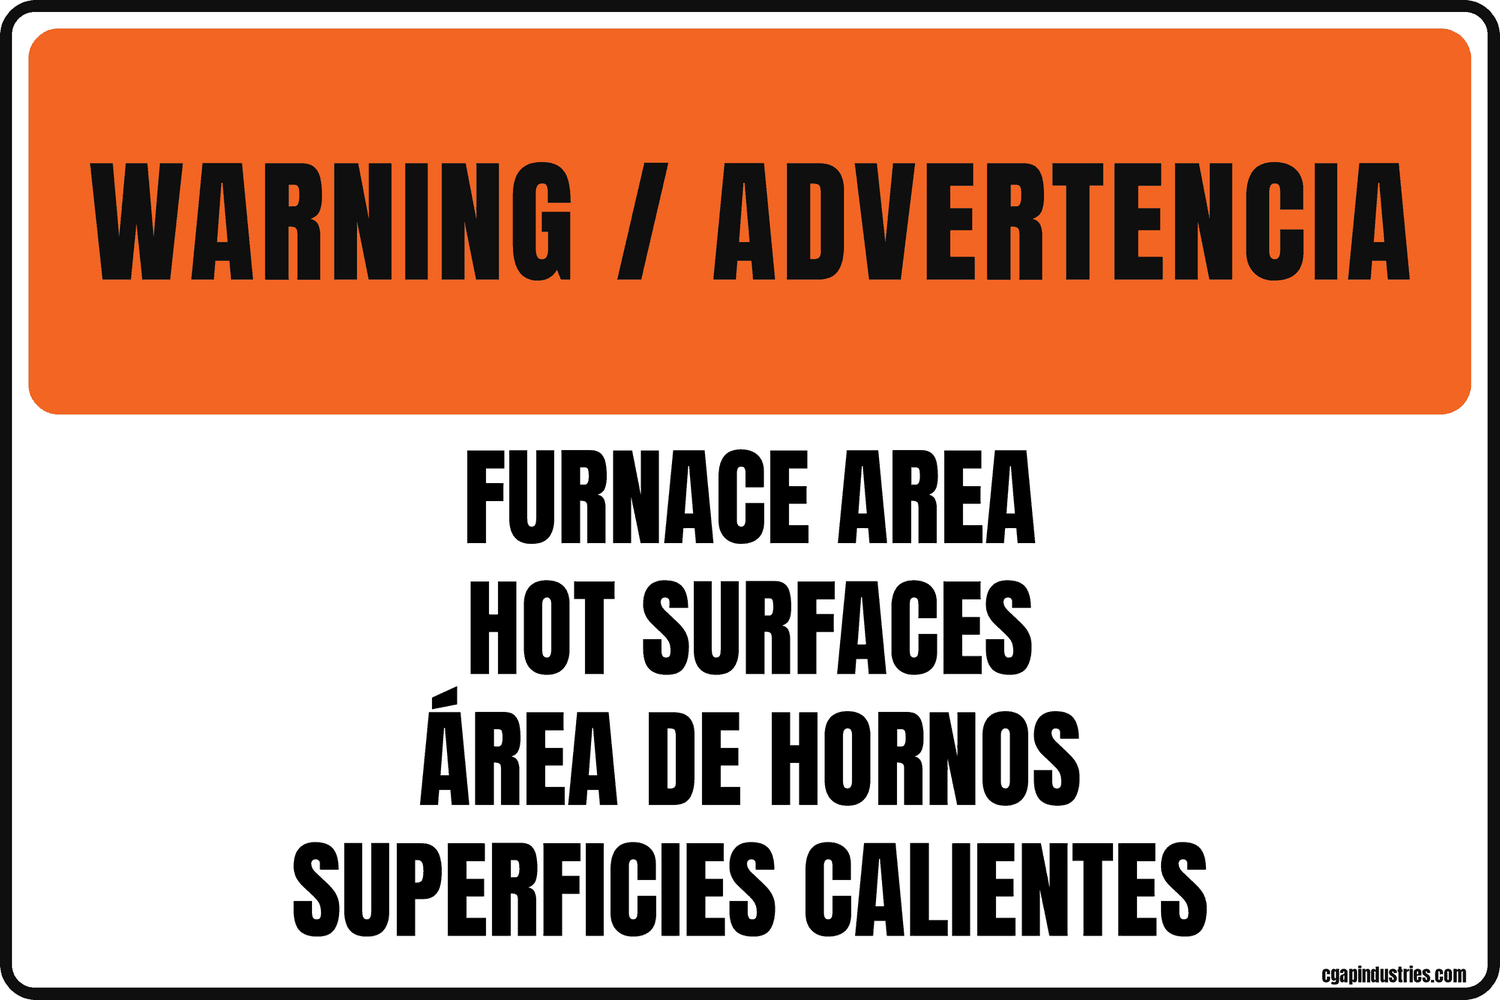 WARNING / ADVERTENCIA
FURNACE AREA
HOT SURFACES
ÁREA DE HORNOS
SUPERFICIES CALIENTES
cgapindustries.com